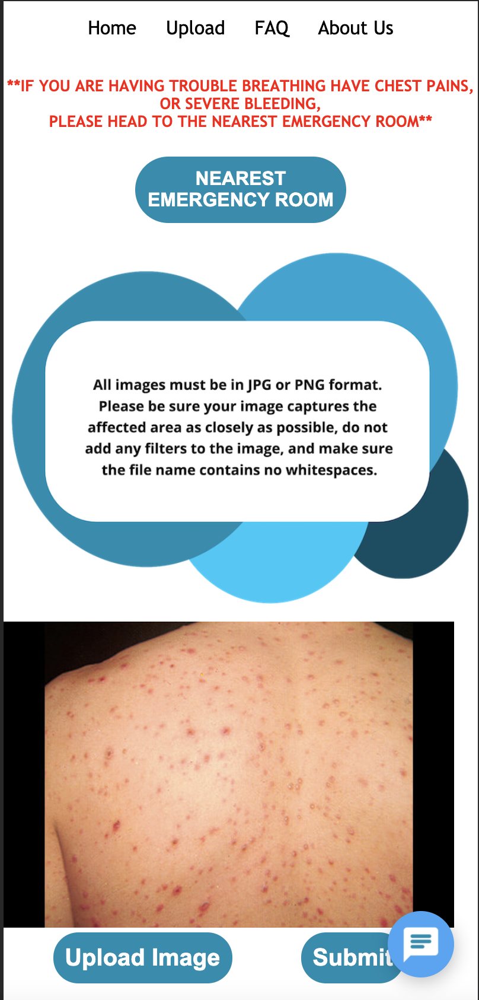 Home Upload FAQ About Us
**IF YOU ARE HAVING TROUBLE BREATHING HAVE CHEST PAINS,
OR SEVERE BLEEDING,
PLEASE HEAD TO THE NEAREST EMERGENCY ROOM**
NEAREST
EMERGENCY ROOM
All images must be in JPG or PNG format.
Please be sure your image captures the
affected area as closely as possible, do not
add any filters to the image, and make sure
the file name contains no whitespaces.
Upload Image Submit